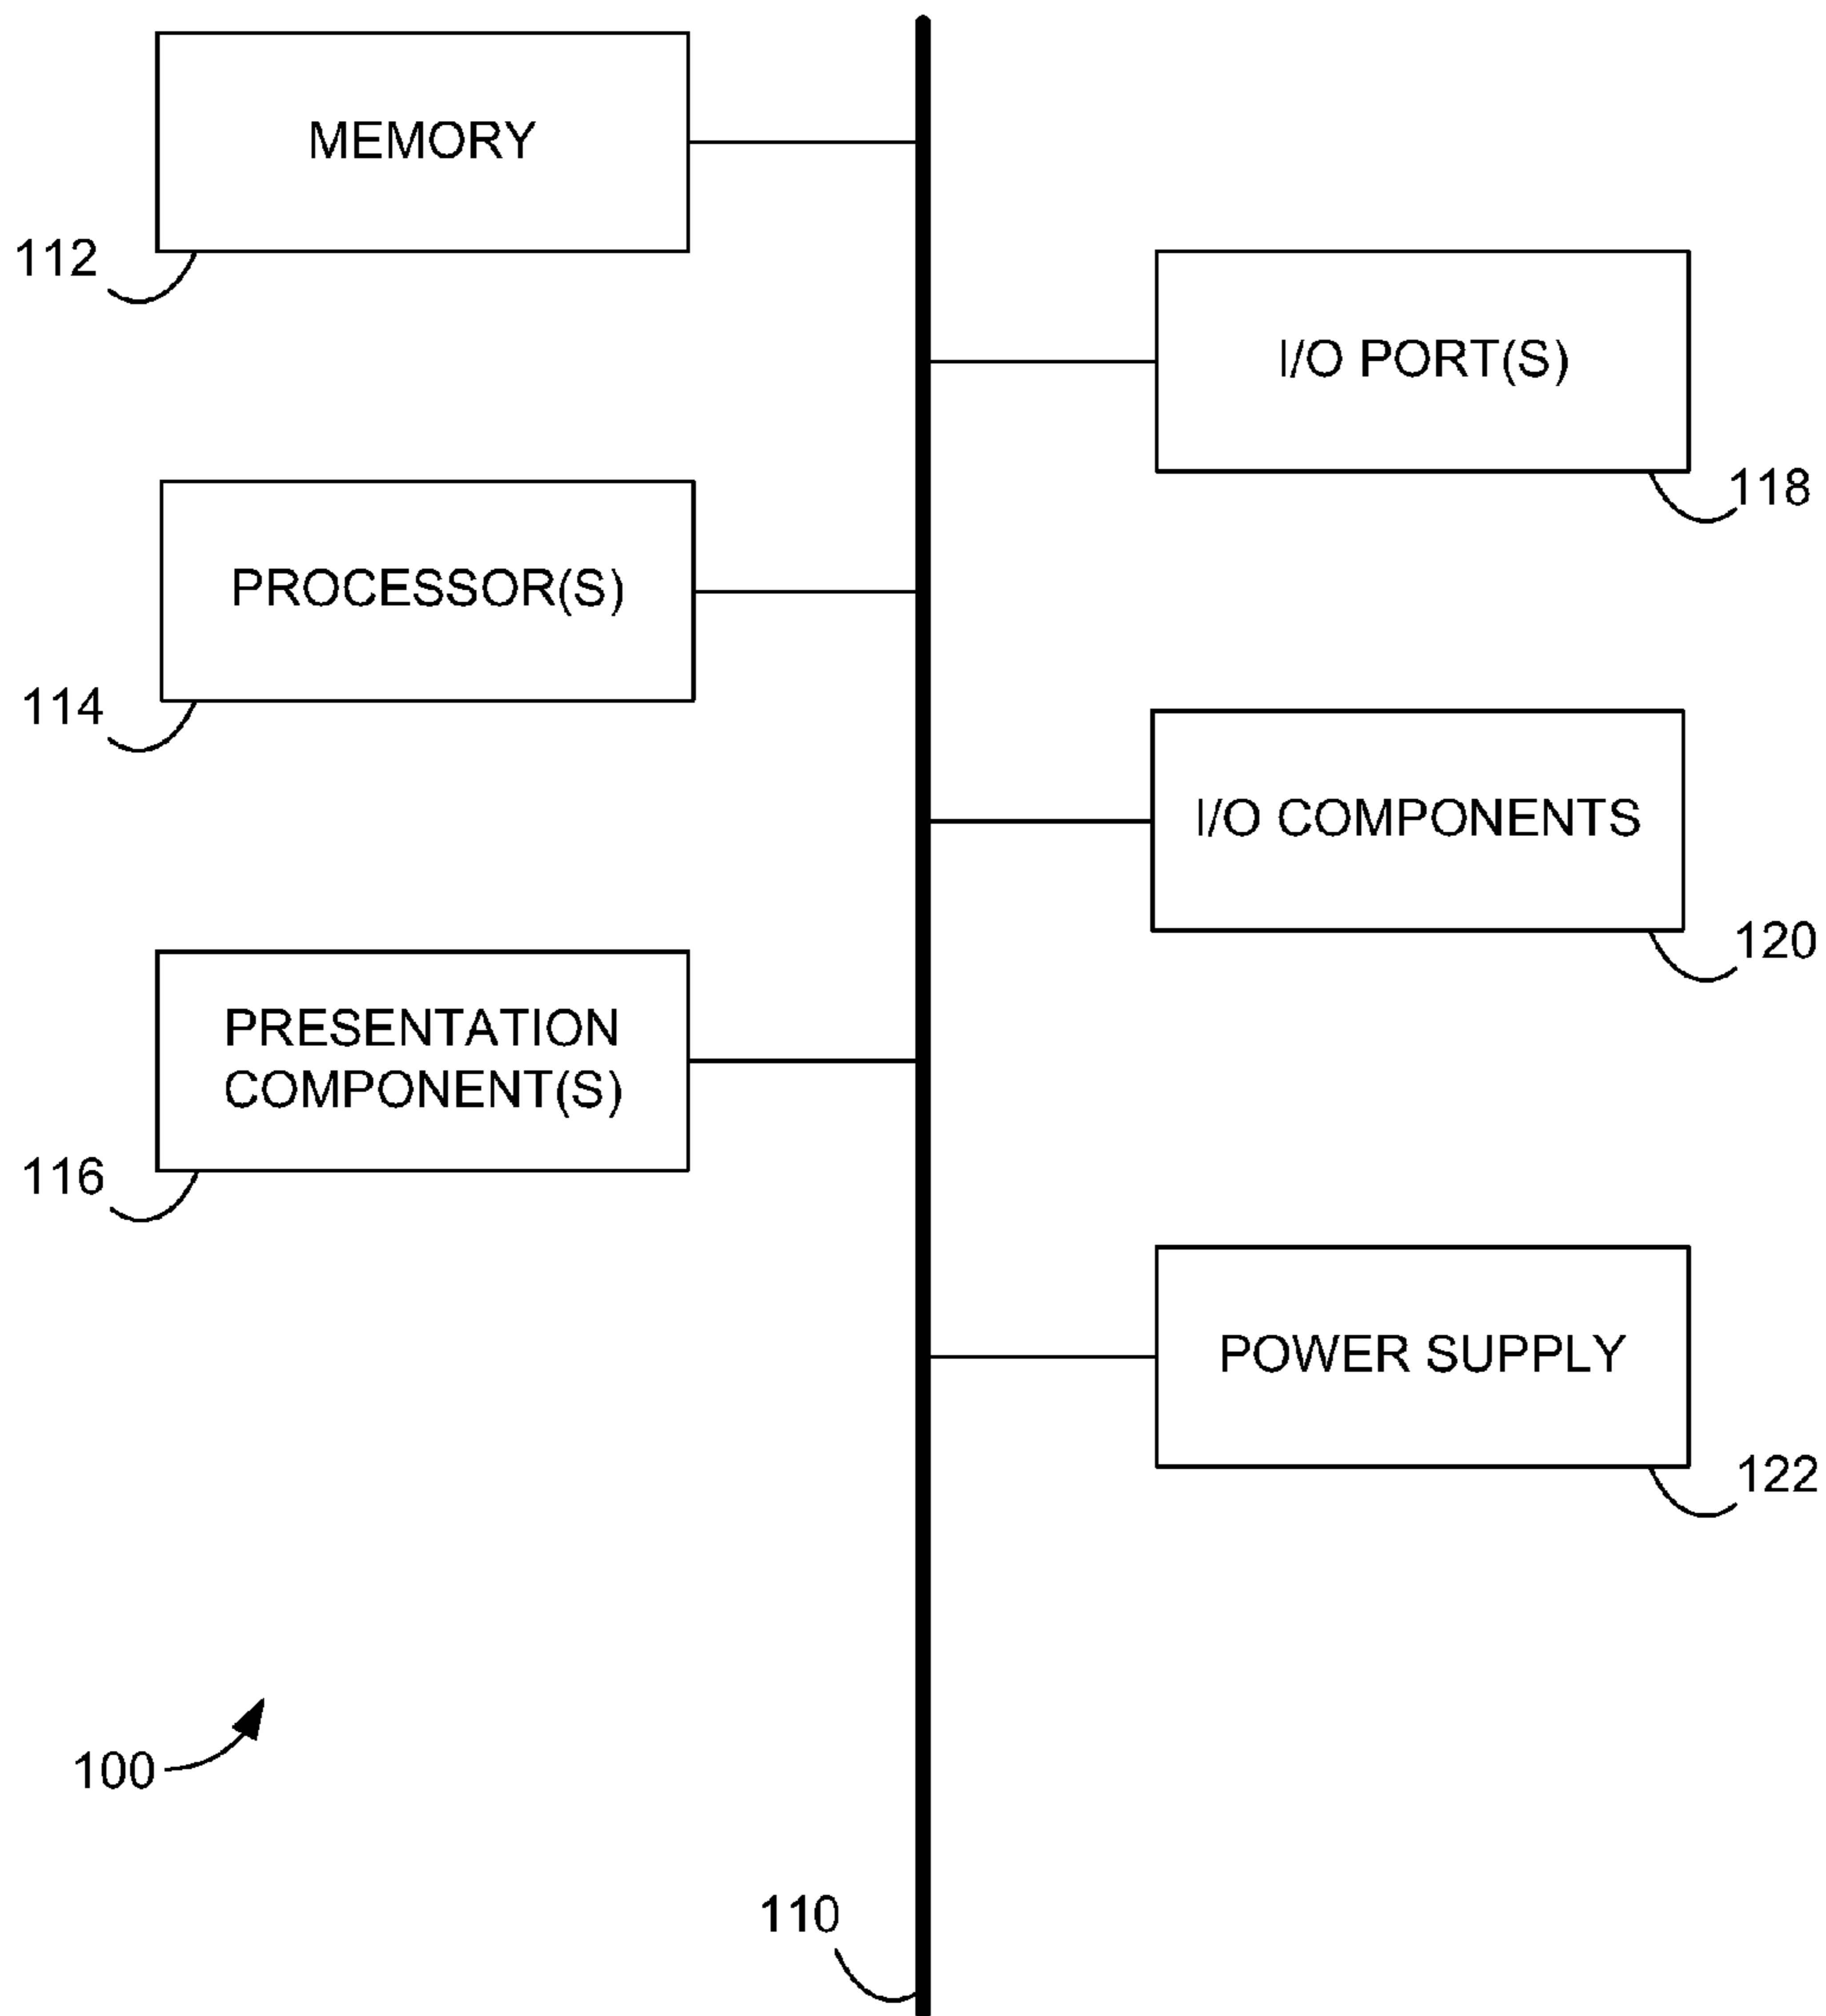 MEMORY
112
I/O PORT(S)
118
PROCESSOR(S)
114
I/O COMPONENTS
120
PRESENTATION
COMPONENT(S)
116
POWER SUPPLY
122
100
110